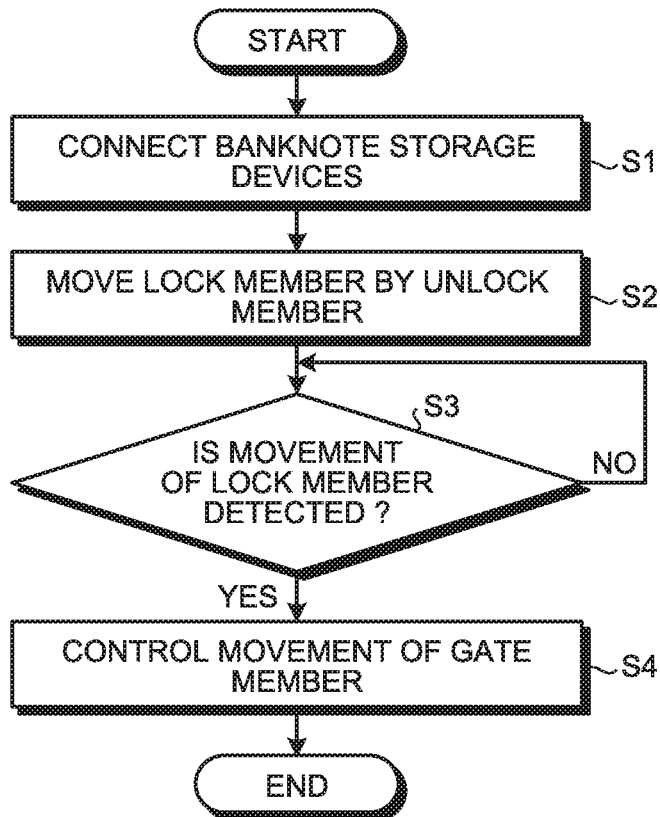 START
CONNECT BANKNOTE STORAGE
DEVICES
S1
MOVE LOCK MEMBER BY UNLOCK
MEMBER
S2
S3
IS MOVEMENT
OF LOCK MEMBER
DETECTED ?
NO
YES
CONTROL MOVEMENT OF GATE
MEMBER
S4
END